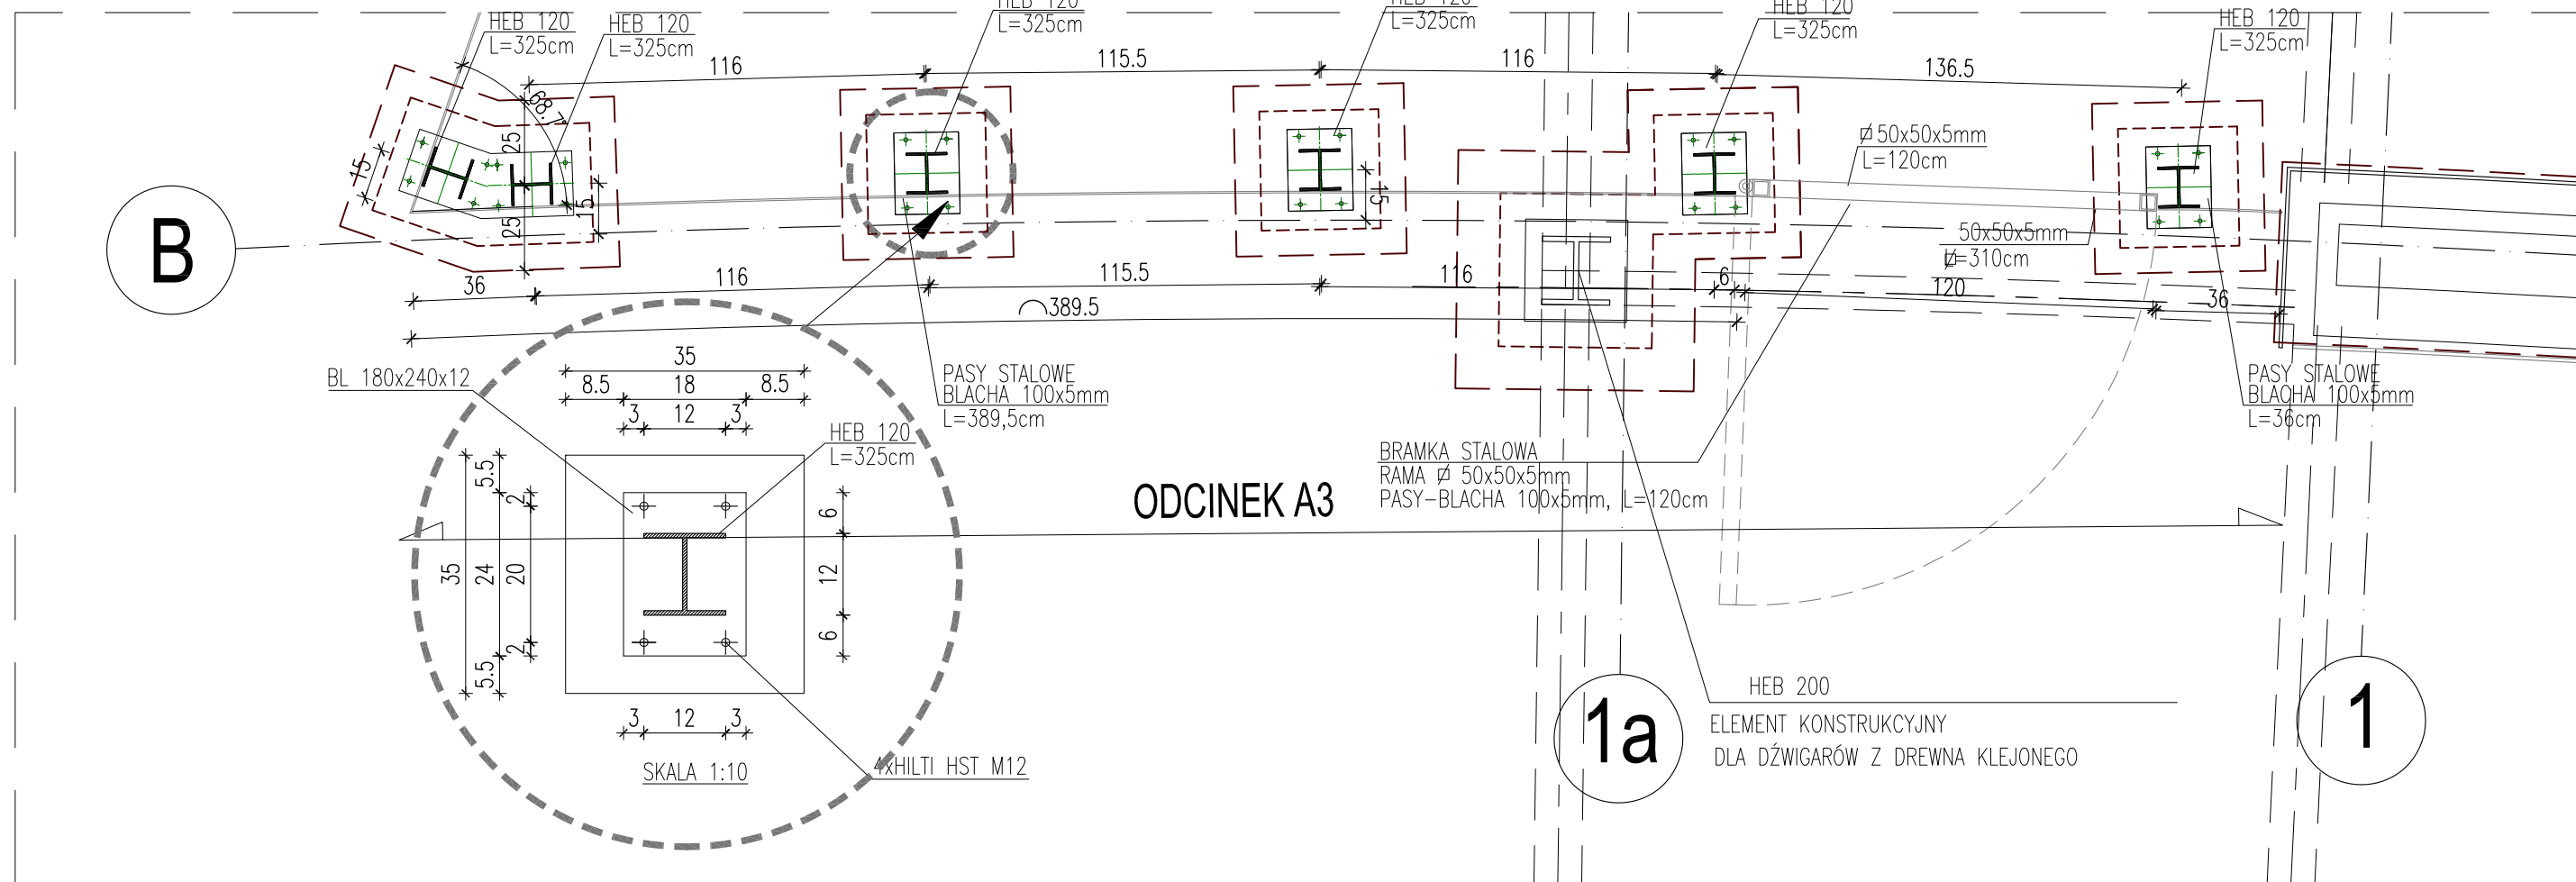 HEB 120
L=325cm
HEB 120
L=325cm
HEB 120
L=325cm
HEB 120
L=325cm
HEB 120
L=325cm
HEB 120
L=325cm
116
115.5
116
136.5
68.7°
25
25
15
15
15
50x50x5mm
L=120cm
50x50x5mm
L=310cm
B
36
116
115.5
116
6
120
36
389.5
PASY STALOWE
BLACHA 100x5mm
L=389,5cm
PASY STALOWE
BLACHA 100x5mm
L=36cm
BRAMKA STALOWA
RAMA 50x50x5mm
PASY-BLACHA 100x5mm, L=120cm
ODCINEK A3
BL 180x240x12
35
8.5
18
8.5
3
12
3
HEB 120
L=325cm
35
5.5
24
5.5
2
20
2
6
12
6
3
12
3
SKALA 1:10
4xHILTI HST M12
HEB 200
ELEMENT KONSTRUKCYJNY
DLA DŹWIGARÓW Z DREWNA KLEJONEGO
1a
1